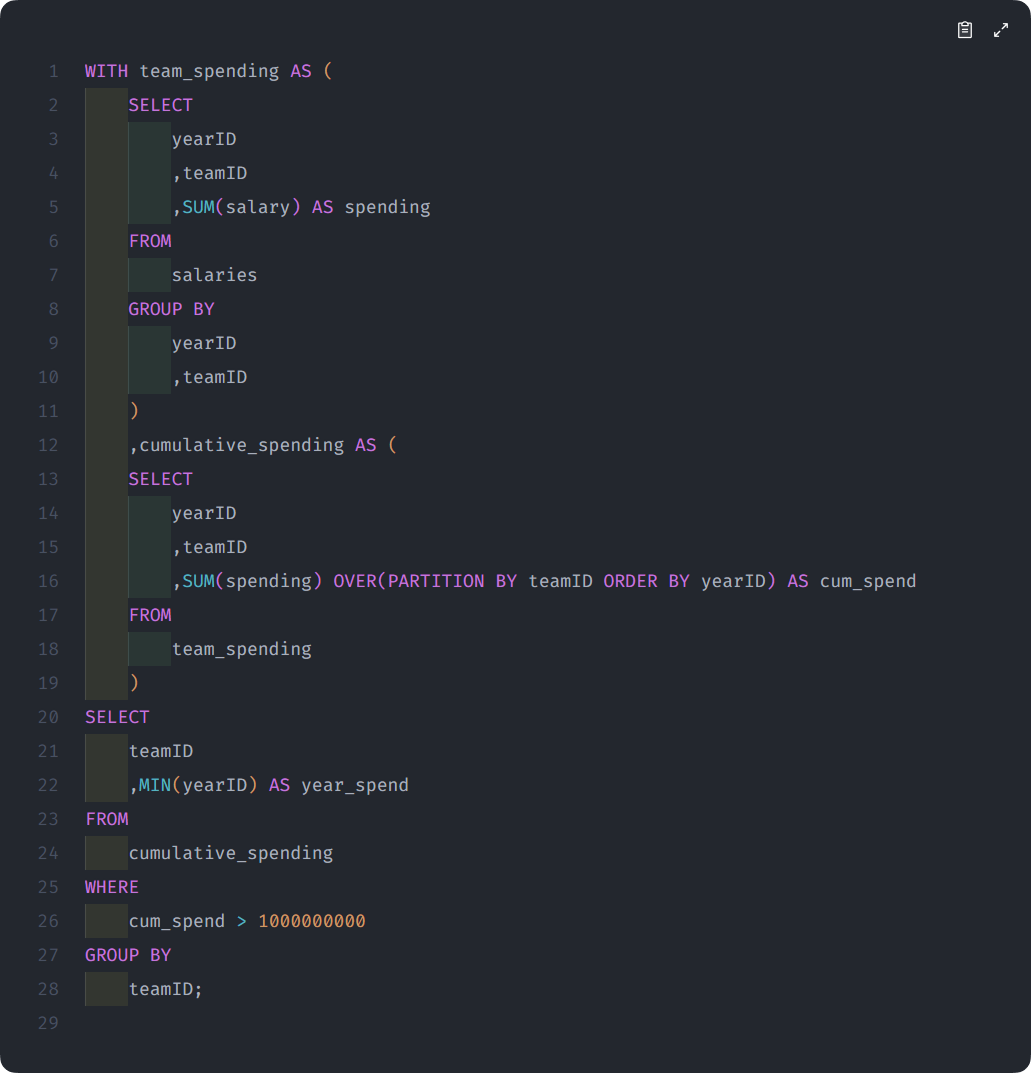 1 WITH team_spending AS (
2     SELECT
3         yearID
4         ,teamID
5         ,SUM(salary) AS spending
6     FROM
7         salaries
8     GROUP BY
9         yearID
10         ,teamID
11     )
12     ,cumulative_spending AS (
13     SELECT
14         yearID
15         ,teamID
16         ,SUM(spending) OVER(PARTITION BY teamID ORDER BY yearID) AS cum_spend
17     FROM
18         team_spending
19     )
20 SELECT
21     teamID
22     ,MIN(yearID) AS year_spend
23 FROM
24     cumulative_spending
25 WHERE
26     cum_spend > 1000000000
27 GROUP BY
28     teamID;
29